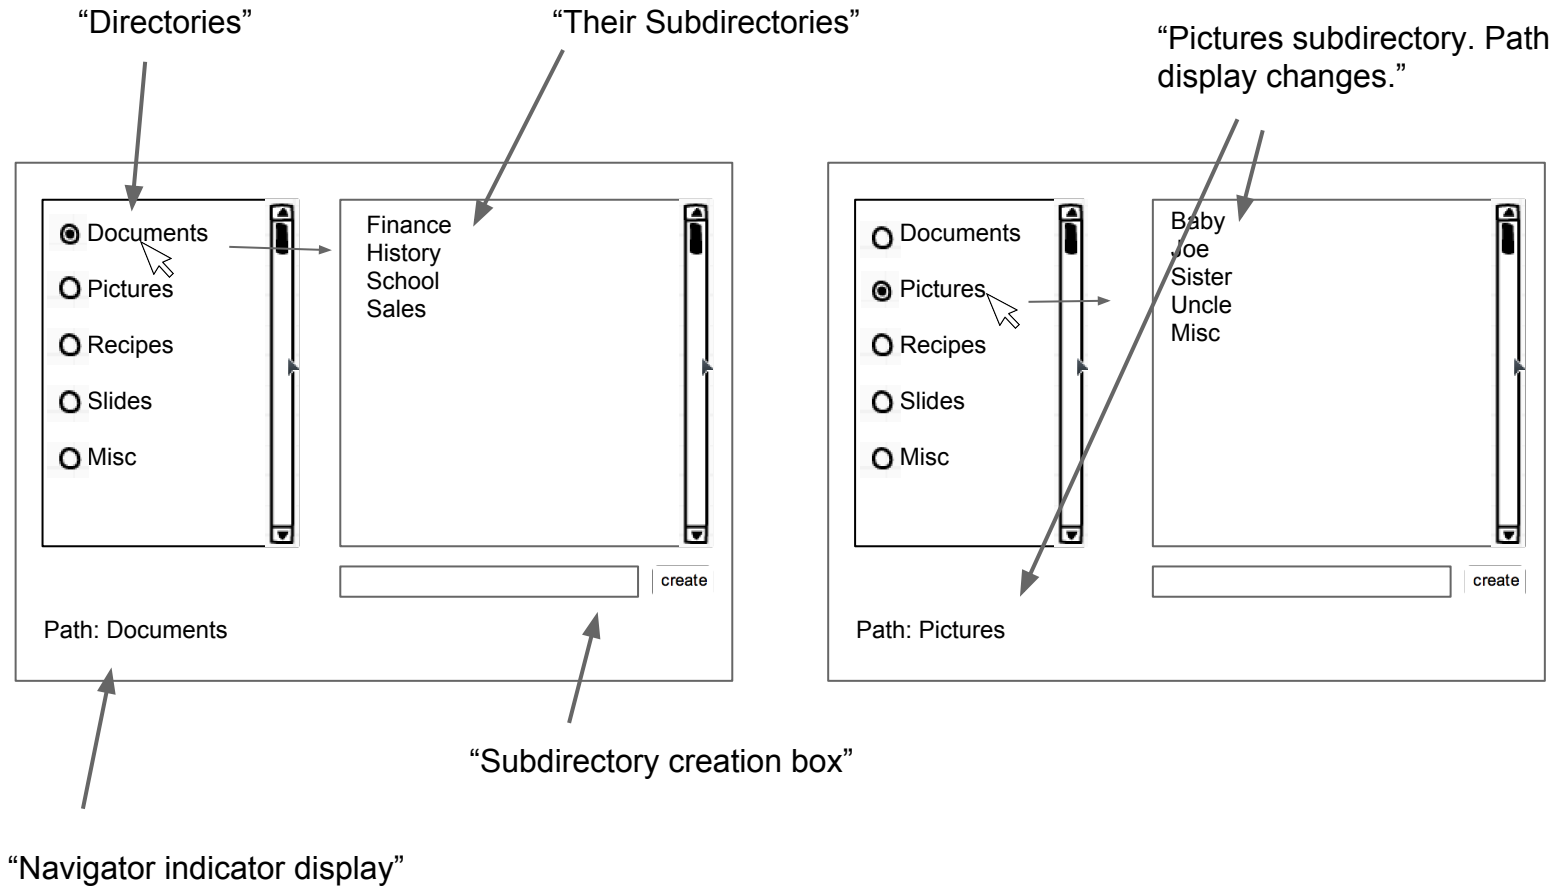 “Directories”
“Their Subdirectories”
“Pictures subdirectory. Path
display changes.”
Documents
Pictures
Recipes
Slides
Misc
Finance
History
School
Sales
create
Path: Documents
Documents
Pictures
Recipes
Slides
Misc
Baby
Joe
Sister
Uncle
Misc
create
Path: Pictures
“Subdirectory creation box”
“Navigator indicator display”